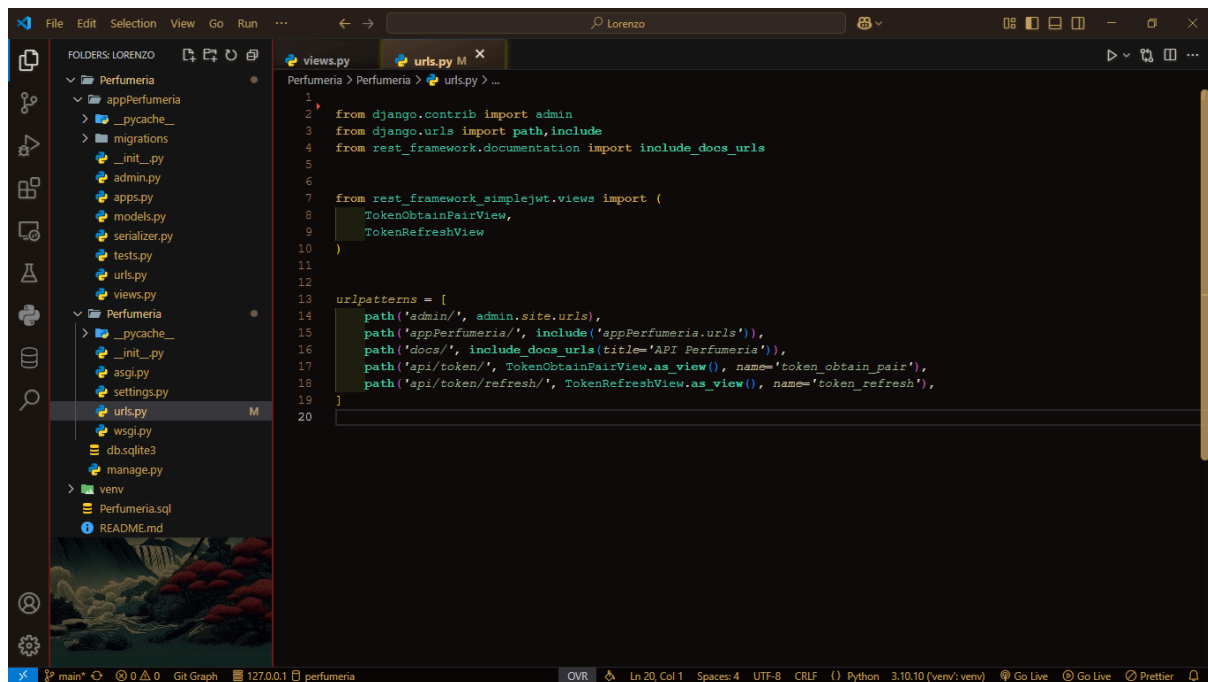 File Edit Selection View Go Run ··· Lorenzo
FOLDERS: LORENZO
Perfumeria
appPerfumeria
__pycache__
migrations
__init__.py
admin.py
apps.py
models.py
serializer.py
tests.py
urls.py
views.py
Perfumeria
__pycache__
__init__.py
asgi.py
settings.py
urls.py M
wsgi.py
db.sqlite3
manage.py
venv
Perfumeria.sql
README.md
views.py urls.py M
Perfumeria > Perfumeria > urls.py > ...
1
2 from django.contrib import admin
3 from django.urls import path,include
4 from rest_framework.documentation import include_docs_urls
5
6
7 from rest_framework_simplejwt.views import (
8 TokenObtainPairView,
9 TokenRefreshView
10 )
11
12
13 urlpatterns = [
14 path('admin/', admin.site.urls),
15 path('appPerfumeria/', include('appPerfumeria.urls')),
16 path('docs/', include_docs_urls(title='API Perfumeria')),
17 path('api/token/', TokenObtainPairView.as_view(), name='token_obtain_pair'),
18 path('api/token/refresh/', TokenRefreshView.as_view(), name='token_refresh'),
19 ]
20
main* 0 0 Git Graph 127.0.0.1 perfumeria OVR Ln 20, Col 1 Spaces: 4 UTF-8 CRLF {} Python 3.10.10 ('venv': venv) Go Live Go Live Prettier